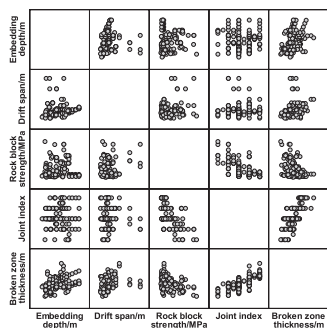 Embedding
depth/m
Drift span/m
Rock block
strength/MPa
Joint index
Broken zone
thickness/m
Embedding
depth/m
Drift span/m
Rock block
strength/MPa
Joint index
Broken zone
thickness/m